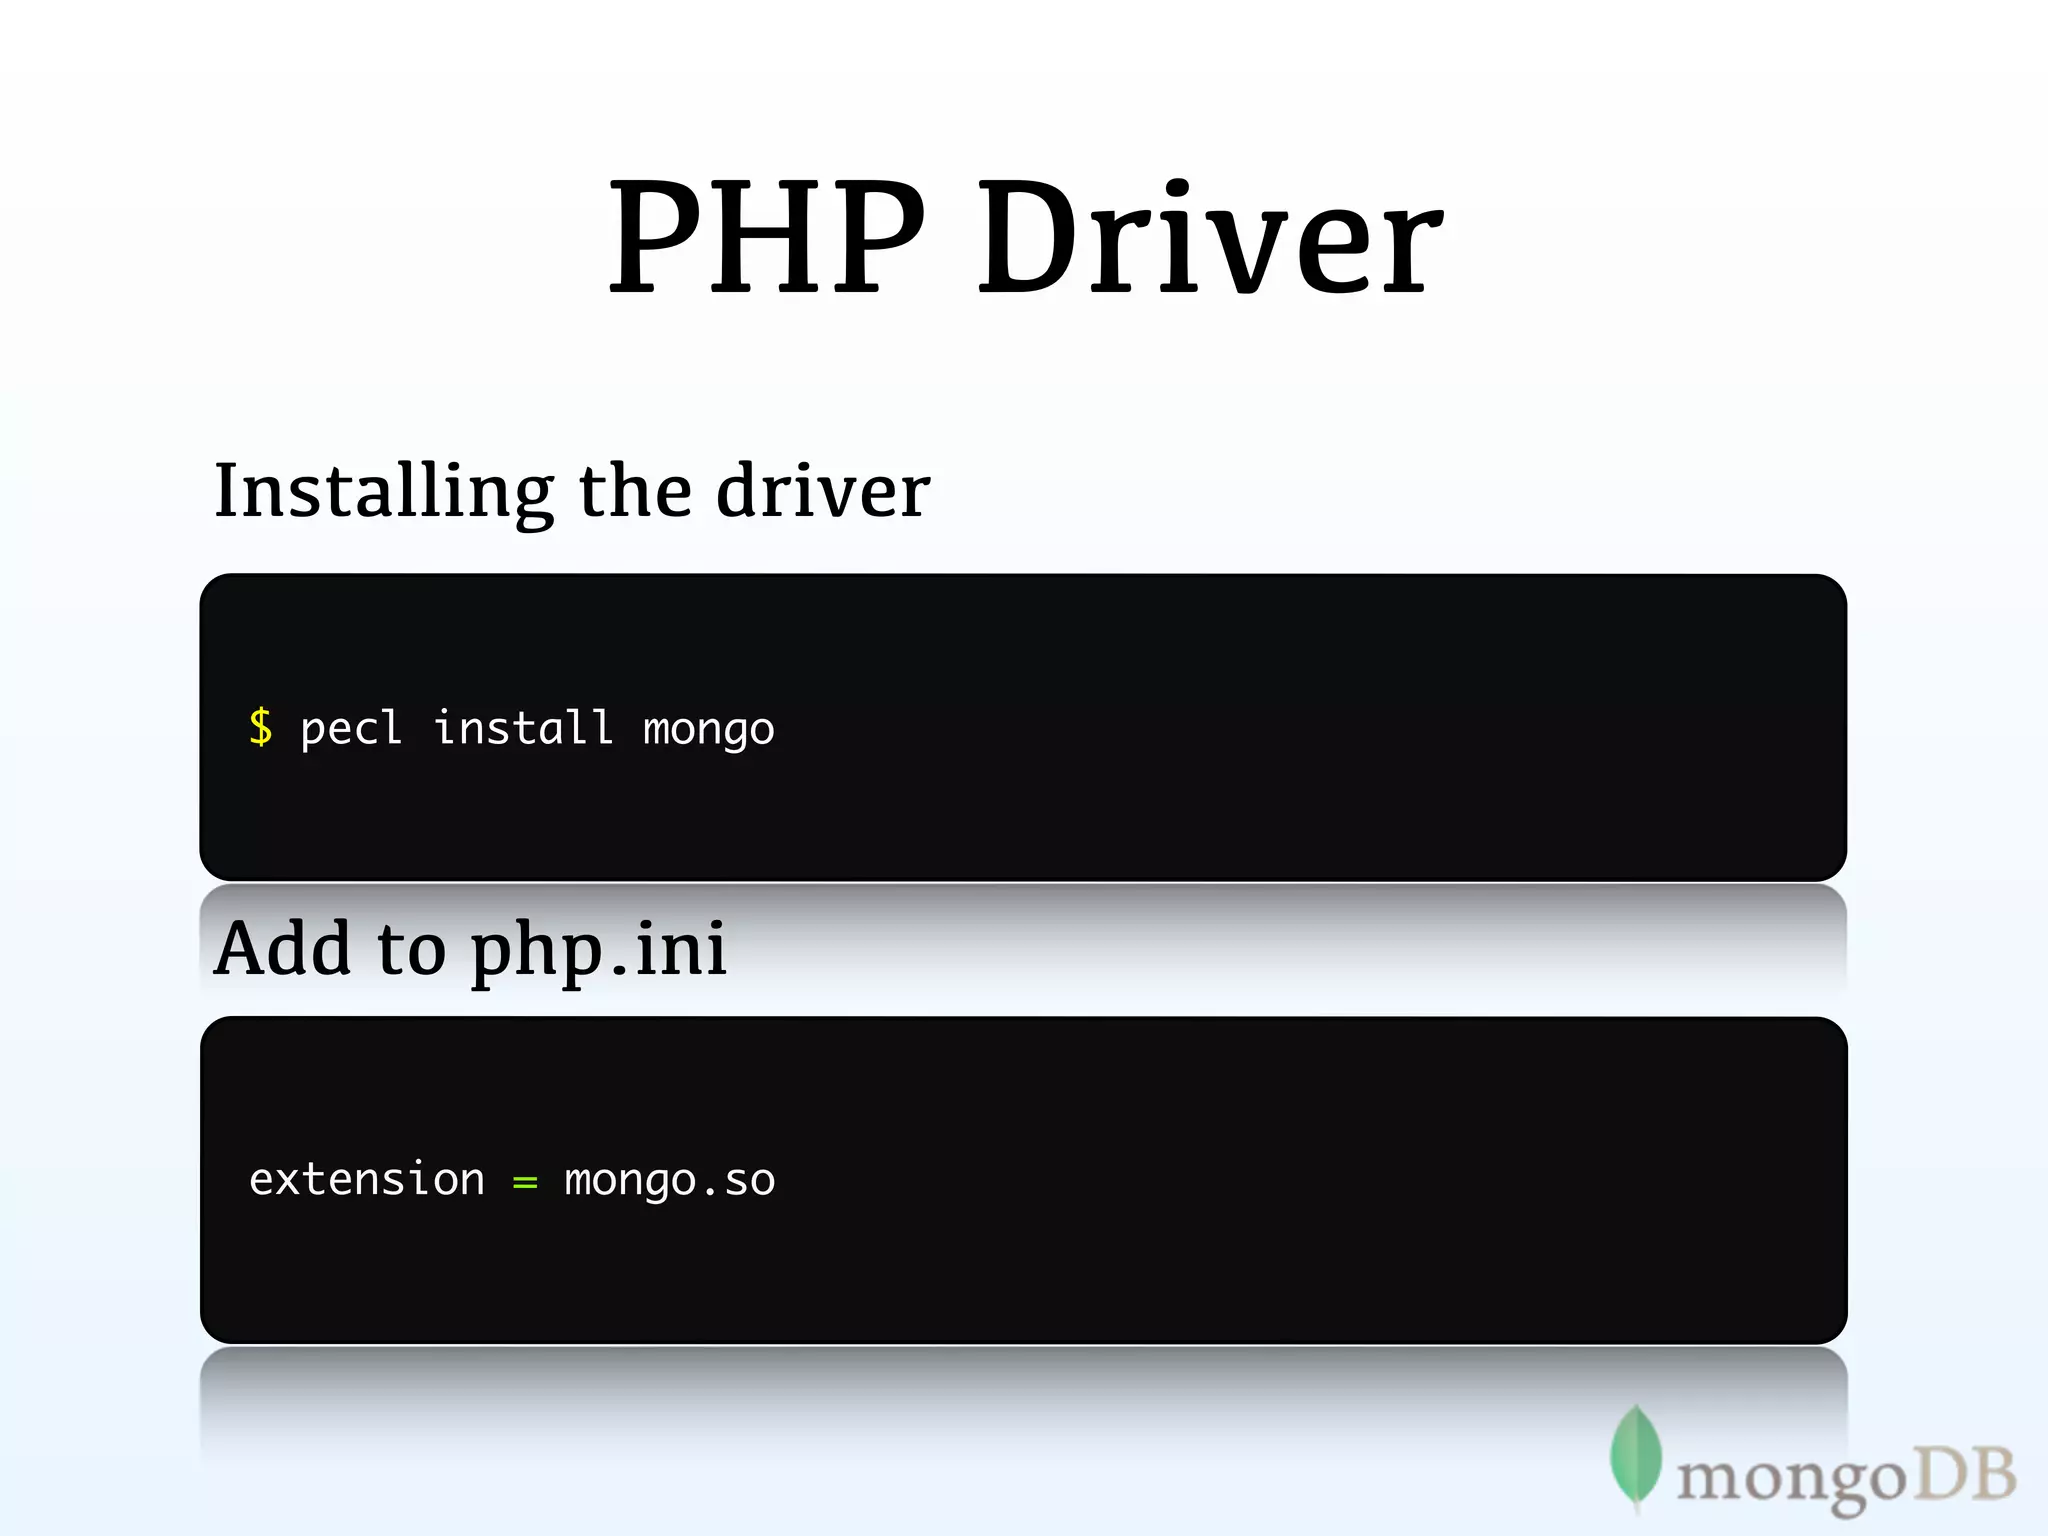 PHP Driver
Installing the driver
$ pecl install mongo
Add to php.ini
extension = mongo.so
mongoDB